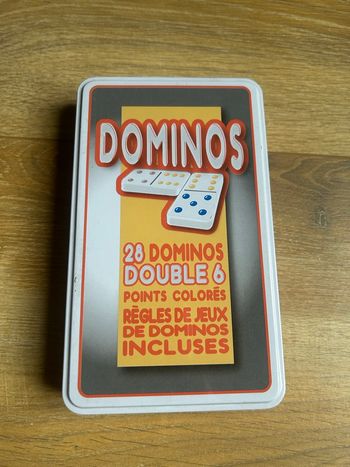 DOMINOS
28 DOMINOS
DOUBLE 6
POINTS COLORÉS
RÈGLES DE JEUX
DE DOMINOS
INCLUSES